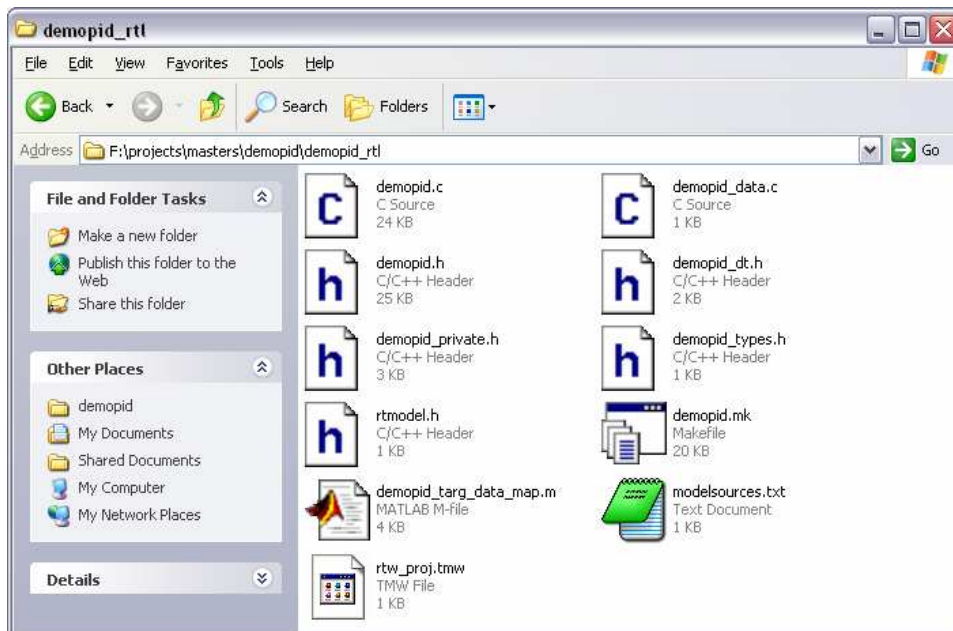 demopid_rtl
File Edit View Favorites Tools Help
Back Search Folders
Address F:\projects\masters\demopid\demopid_rtl Go
File and Folder Tasks
Make a new folder
Publish this folder to the
Web
Share this folder
Other Places
demopid
My Documents
Shared Documents
My Computer
My Network Places
Details
demopid.c
C Source
24 KB
demopid_data.c
C Source
1 KB
demopid.h
C/C++ Header
25 KB
demopid_dt.h
C/C++ Header
2 KB
demopid_private.h
C/C++ Header
3 KB
demopid_types.h
C/C++ Header
1 KB
rtmodel.h
C/C++ Header
1 KB
demopid.mk
Makefile
20 KB
demopid_targ_data_map.m
MATLAB M-file
4 KB
modelsources.txt
Text Document
1 KB
rtw_proj.tmw
TMW File
1 KB